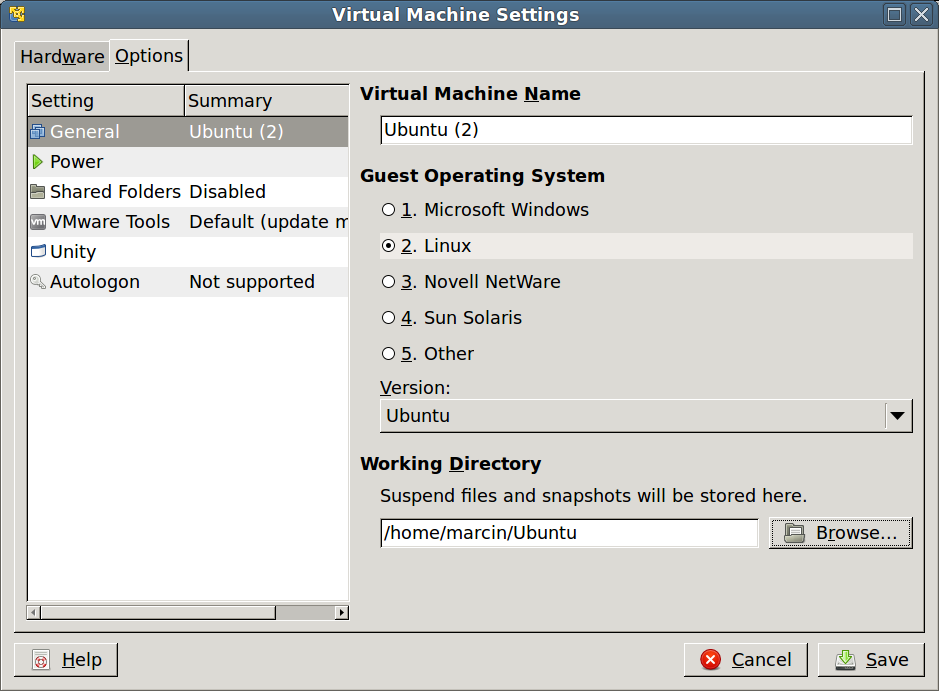 Virtual Machine Settings
Hardware Options
Setting Summary
General Ubuntu (2)
Power
Shared Folders Disabled
VMware Tools Default (update m
Unity
Autologon Not supported
Virtual Machine Name
Ubuntu (2)
Guest Operating System
1. Microsoft Windows
2. Linux
3. Novell NetWare
4. Sun Solaris
5. Other
Version:
Ubuntu
Working Directory
Suspend files and snapshots will be stored here.
/home/marcin/Ubuntu Browse...
Help Cancel Save